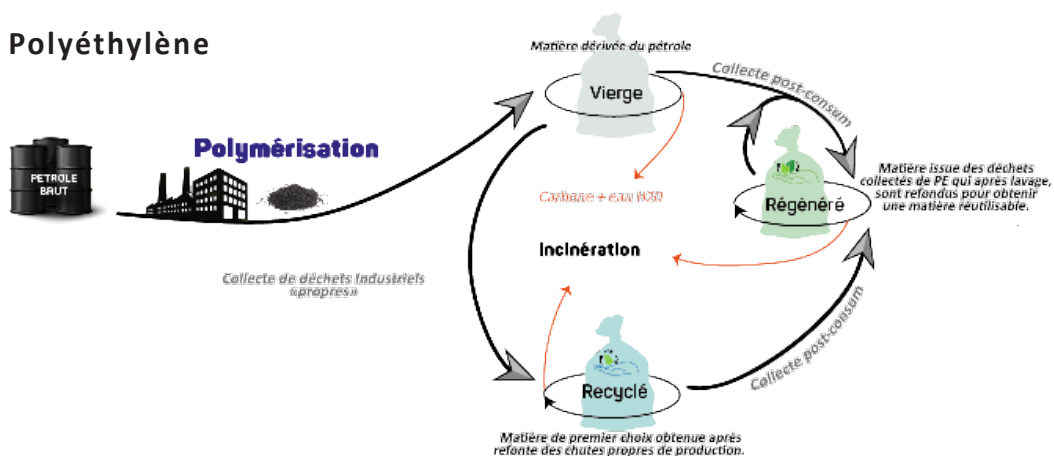 Polyéthylène
Matière dérivée du pétrole
Vierge
Collecte post-consum
PETROLE
BRUT
Polymérisation
Carbone + eau H20
Régénéré
Matière issue des déchets
collectés de PE qui après lavage,
sont refondus pour obtenir
une matière réutilisable.
Incinération
Collecte de déchets industriels
«propres»
Collecte post-consum
Recyclé
Matière de premier choix obtenue après
refonte des chutes propres de production.